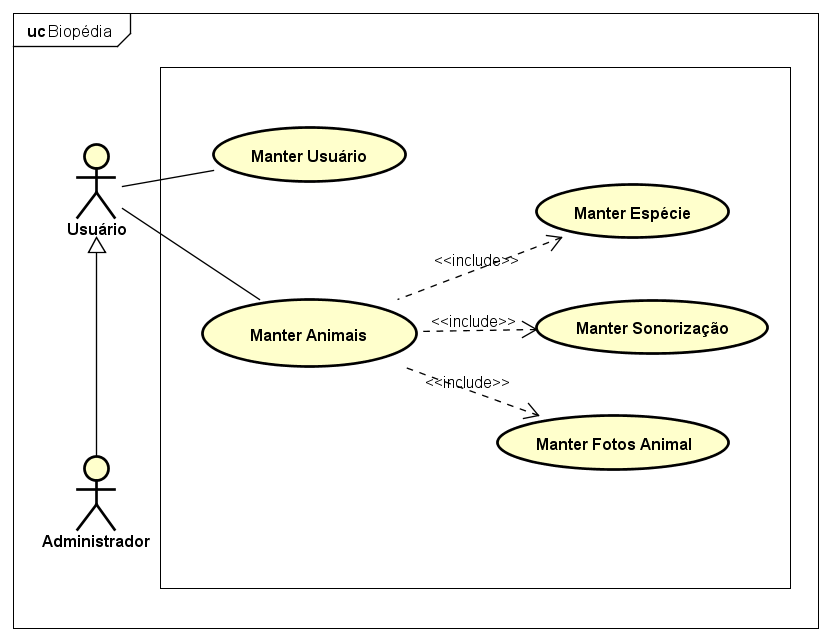 uc Biopédia
Manter Usuário
Usuário
Manter Espécie
<<include>>
<<include>>
Manter Sonorização
Manter Animais
<<include>>
Manter Fotos Animal
Administrador